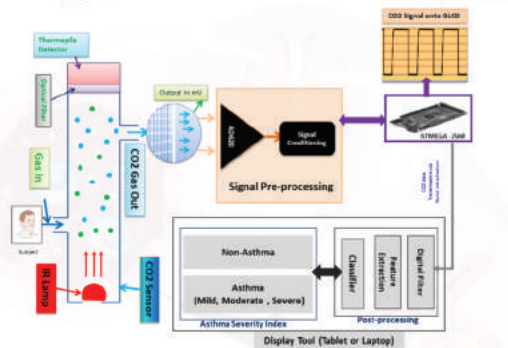 Thermopile
Detector
Optical Filter
Gas in
Subject
IR Lamp
CO2 Gas Out
CO2 Sensor
Output in mV
AD620
Signal
Conditioning
Signal Pre-processing
CO2 Signal onto GLCD
ATMEGA -2560
Non-Asthma
Asthma
(Mild, Moderate , Severe)
Asthma Severity Index
Classifier
Feature
Extraction
Digital Filter
Post-processing
Display Tool (Tablet or Laptop)